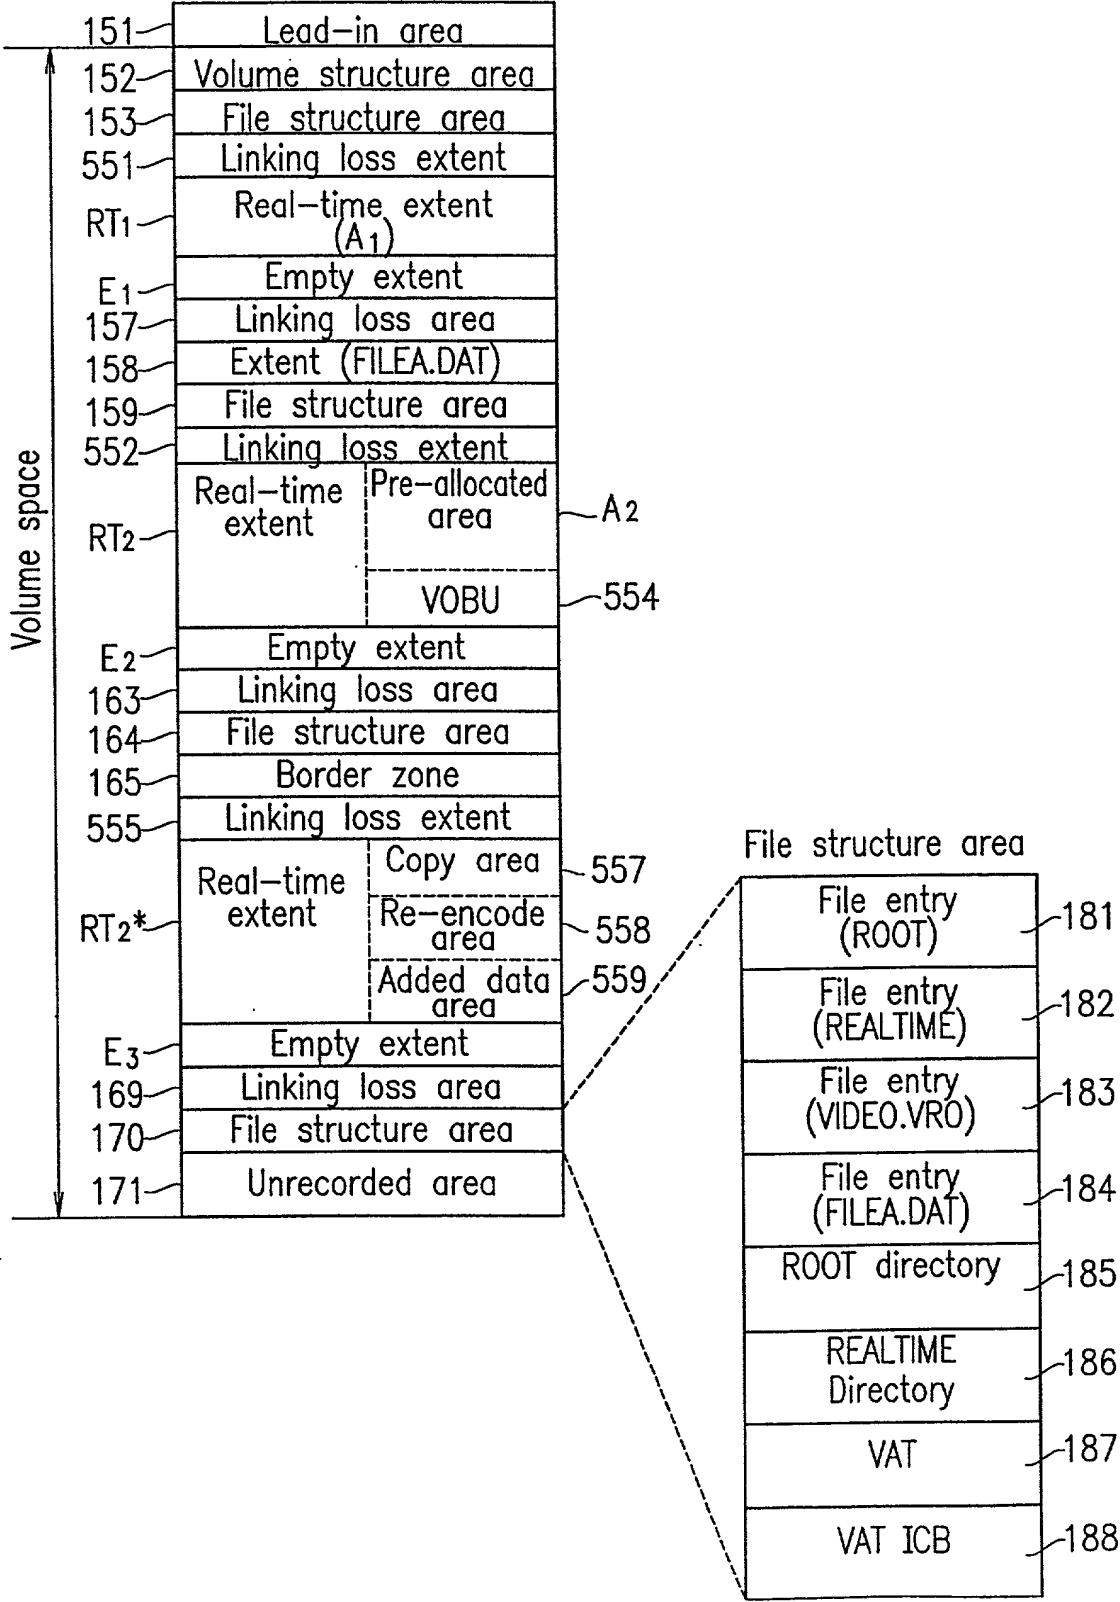 151 Lead-in area
152 Volume structure area
153 File structure area
551 Linking loss extent
RT1 Real-time extent
(A1)
E1 Empty extent
157 Linking loss area
158 Extent (FILEA.DAT)
159 File structure area
552 Linking loss extent
Volume space
RT2
Real-time
extent
Pre-allocated
area
A2
VOBU
554
E2 Empty extent
163 Linking loss area
164 File structure area
165 Border zone
555 Linking loss extent
RT2*
Real-time
extent
Copy area
557
Re-encode
area
558
Added data
area
559
E3 Empty extent
169 Linking loss area
170 File structure area
171 Unrecorded area
File structure area
File entry
(ROOT)
181
File entry
(REALTIME)
182
File entry
(VIDEO.VRO)
183
File entry
(FILEA.DAT)
184
ROOT directory
185
REALTIME
Directory
186
VAT
187
VAT ICB
188